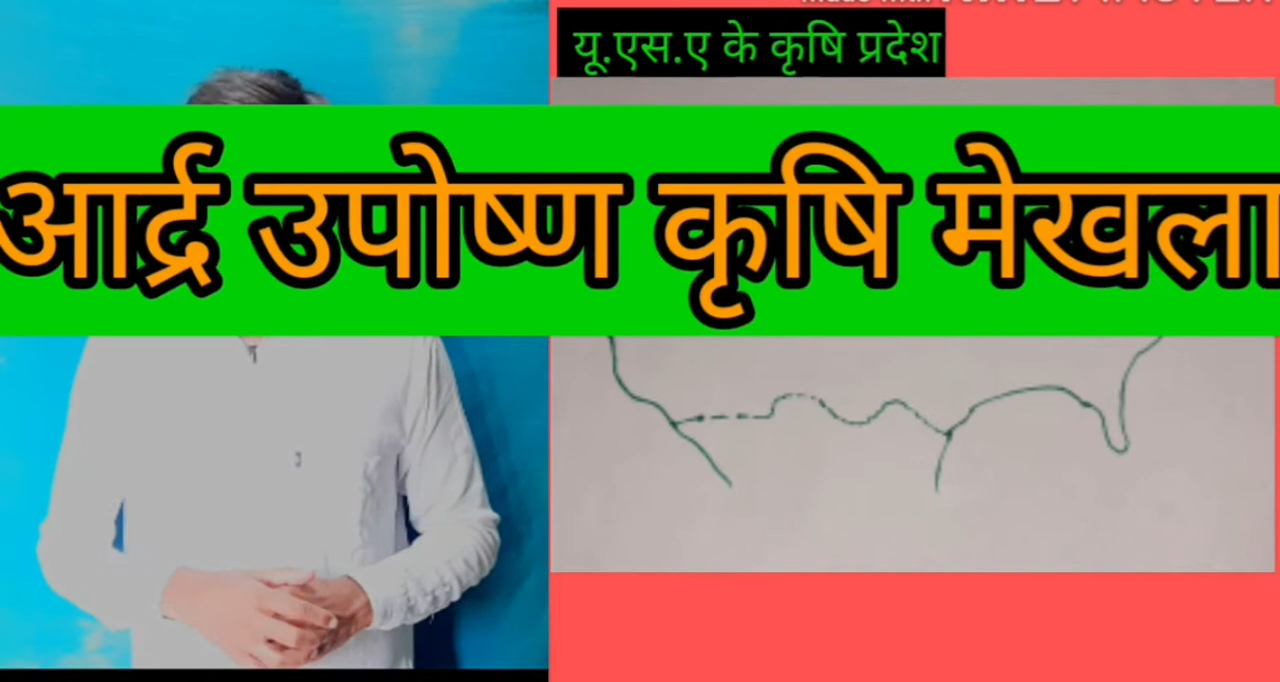 यू.एस.ए के कृषि प्रदेश
आर्द्र उपोष्ण कृषि मेखला